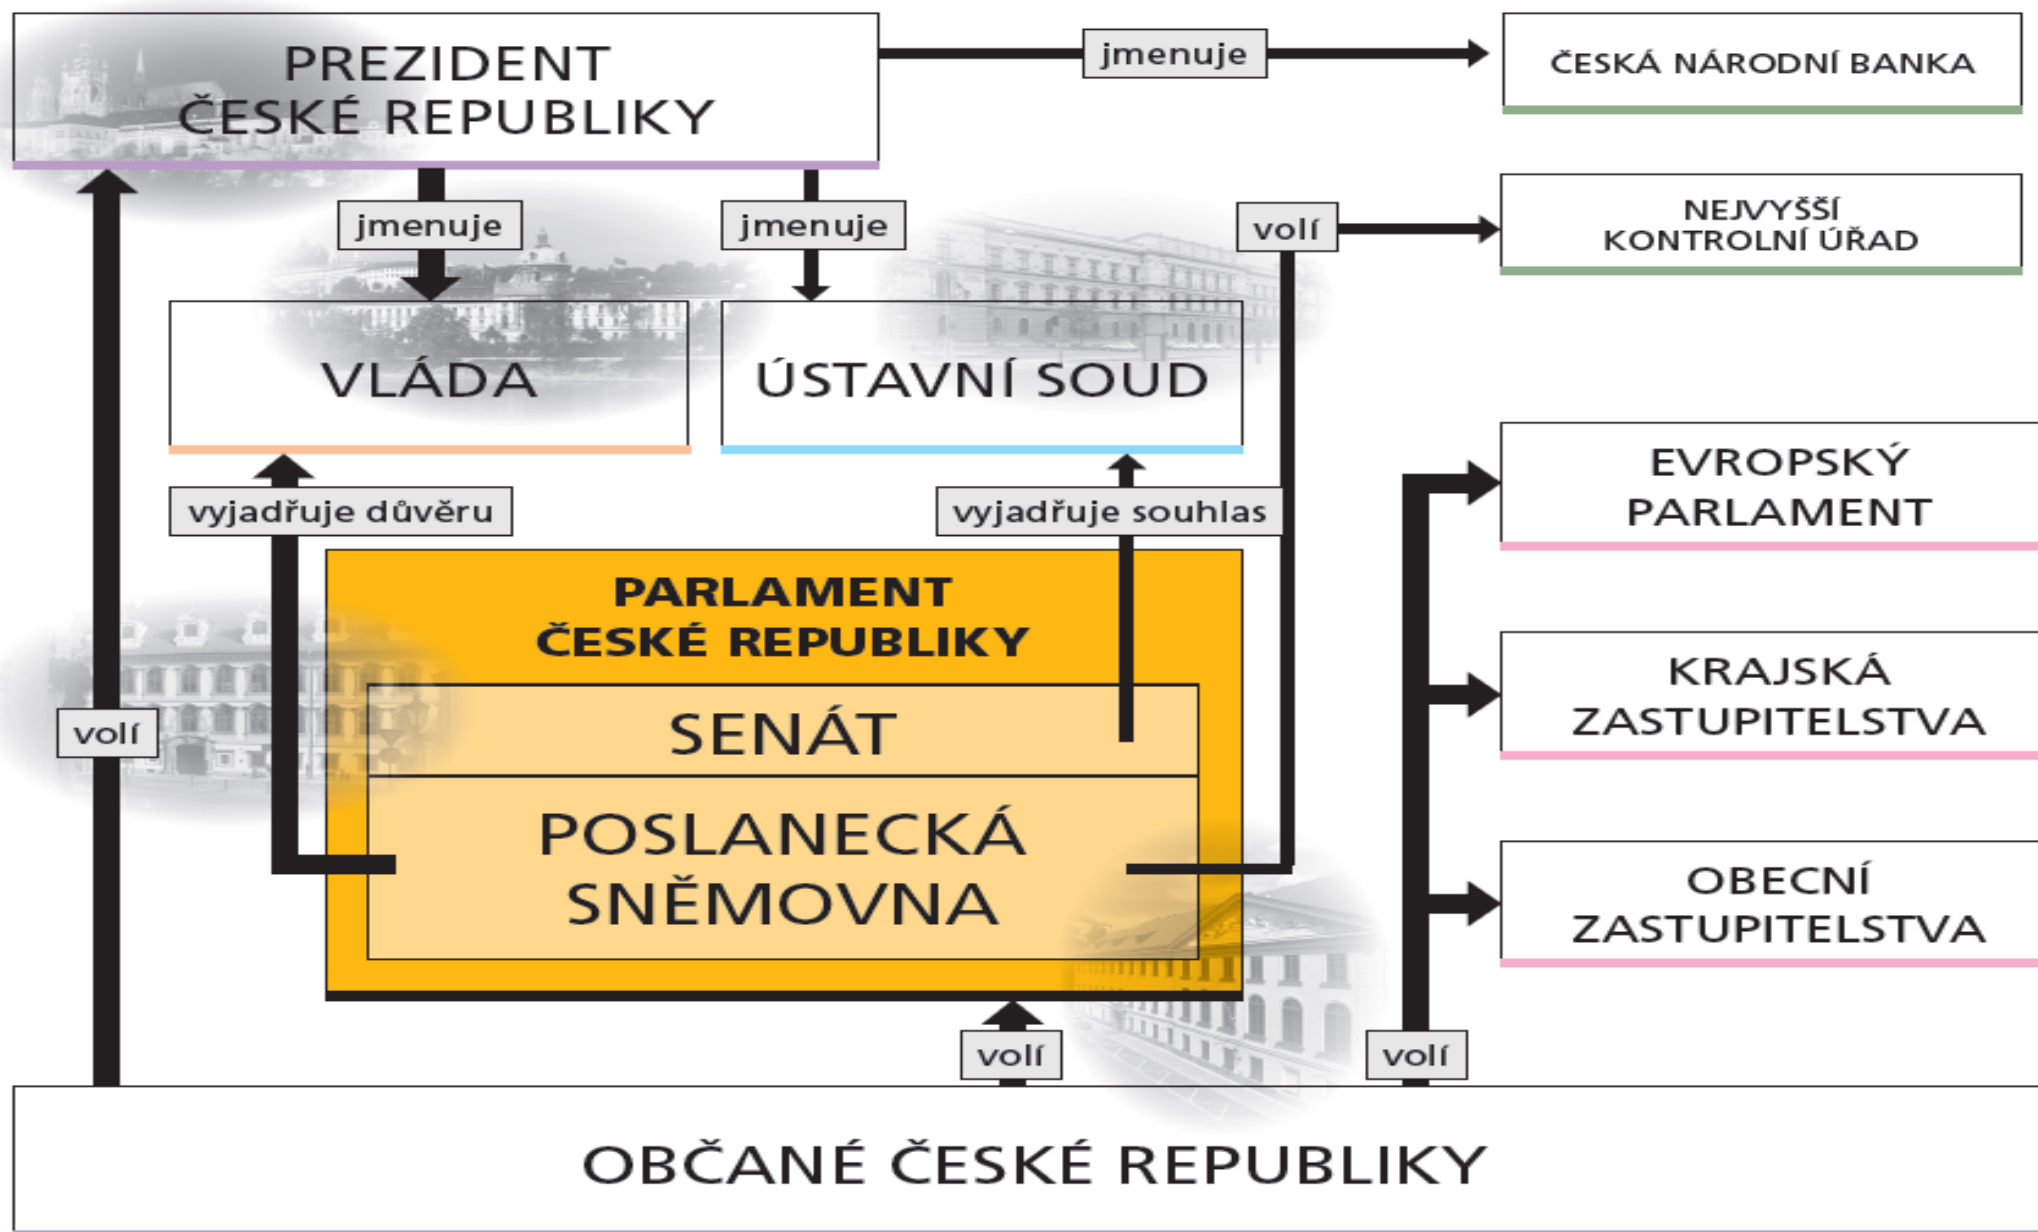 PREZIDENT
ČESKÉ REPUBLIKY
jmenuje
ČESKÁ NÁRODNÍ BANKA
jmenuje
jmenuje
volí
NEJVYŠŠÍ
KONTROLNÍ ÚŘAD
VLÁDA
ÚSTAVNÍ SOUD
vyjadřuje důvěru
vyjadřuje souhlas
EVROPSKÝ
PARLAMENT
PARLAMENT
ČESKÉ REPUBLIKY
SENÁT
POSLANECKÁ
SNĚMOVNA
KRAJSKÁ
ZASTUPITELSTVA
OBECNÍ
ZASTUPITELSTVA
volí
volí
volí
OBČANÉ ČESKÉ REPUBLIKY